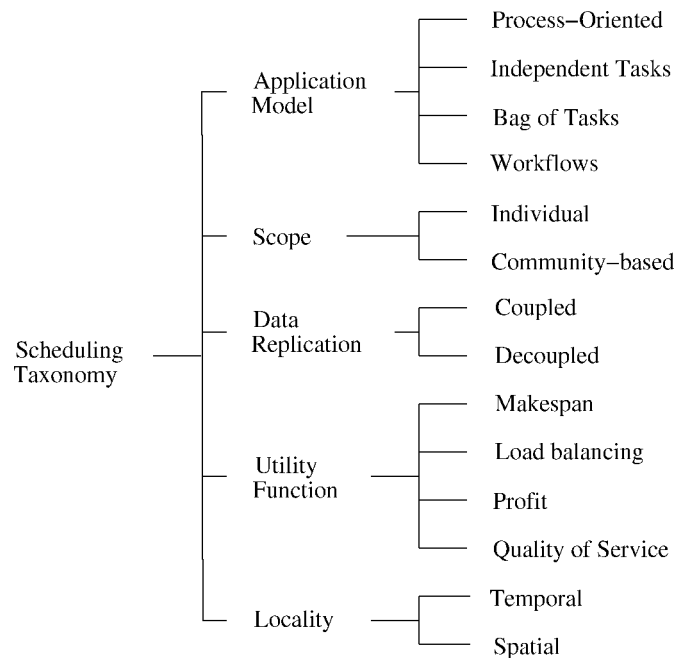 Scheduling
Taxonomy
Application
Model
Process−Oriented
Independent Tasks
Bag of Tasks
Workflows
Scope
Individual
Community−based
Data
Replication
Coupled
Decoupled
Utility
Function
Makespan
Load balancing
Profit
Quality of Service
Locality
Temporal
Spatial